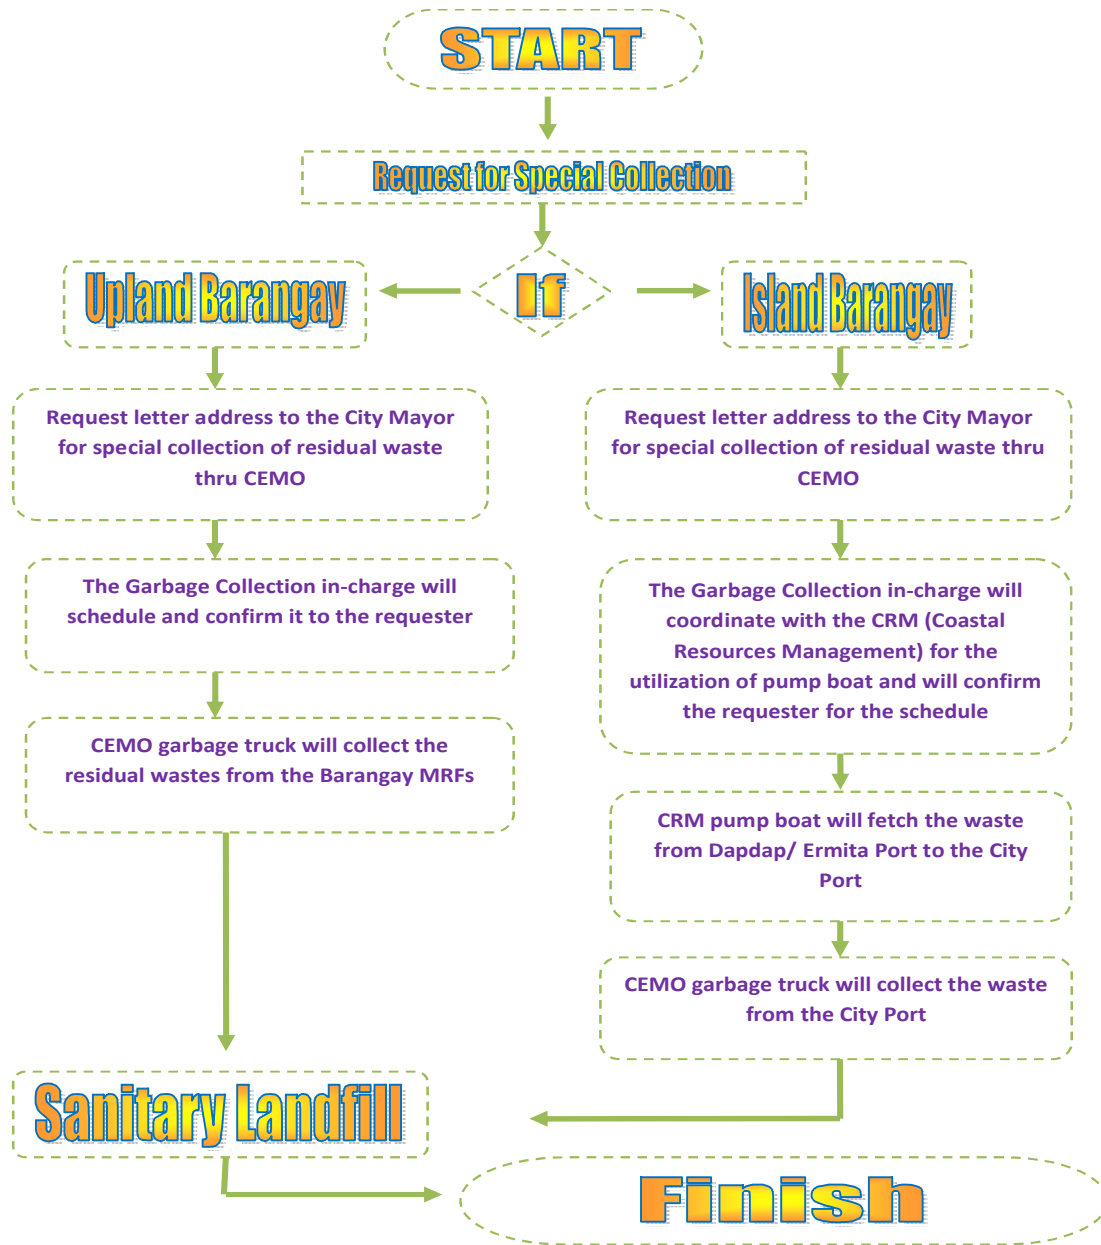 START
Request for Special Collection
If
Upland Barangay
Island Barangay
Request letter address to the City Mayor
for special collection of residual waste
thru CEMO
The Garbage Collection in-charge will
schedule and confirm it to the requester
CEMO garbage truck will collect the
residual wastes from the Barangay MRFs
Request letter address to the City Mayor
for special collection of residual waste thru
CEMO
The Garbage Collection in-charge will
coordinate with the CRM (Coastal
Resources Management) for the
utilization of pump boat and will confirm
the requester for the schedule
CRM pump boat will fetch the waste
from Dapdap/ Ermita Port to the City
Port
CEMO garbage truck will collect the waste
from the City Port
Sanitary Landfill
Finish